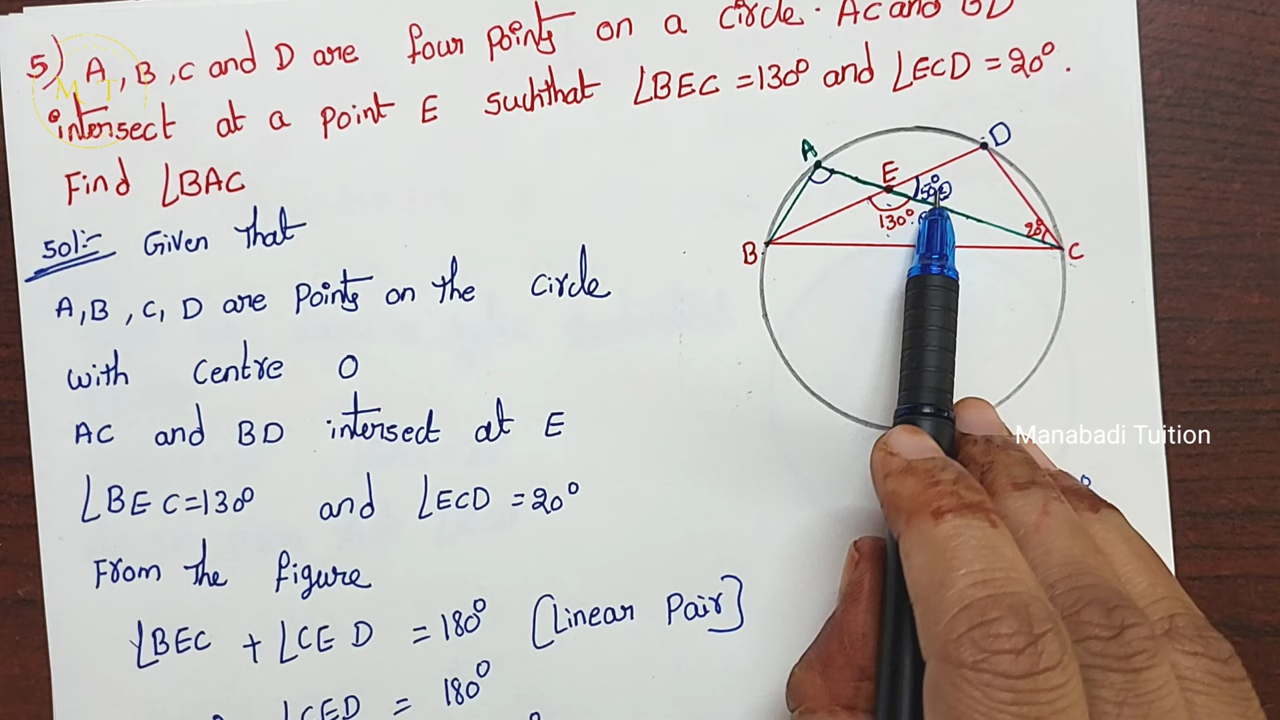 5) A, B, C and D are four points on a circle. AC and BD
intersect at a point E suchthat ∠BEC = 130° and ∠ECD = 20°.
Find ∠BAC
Sol:- Given that
A, B, C, D are Points on the circle
with Centre O
AC and BD intersect at E
∠BEC = 130° and ∠ECD = 20°
From the figure
∠BEC + ∠CED = 180° [Linear Pair]
∠CED = 180°
A
D
E
50°
130°
20°
B
C
MT
Manabadi Tuition